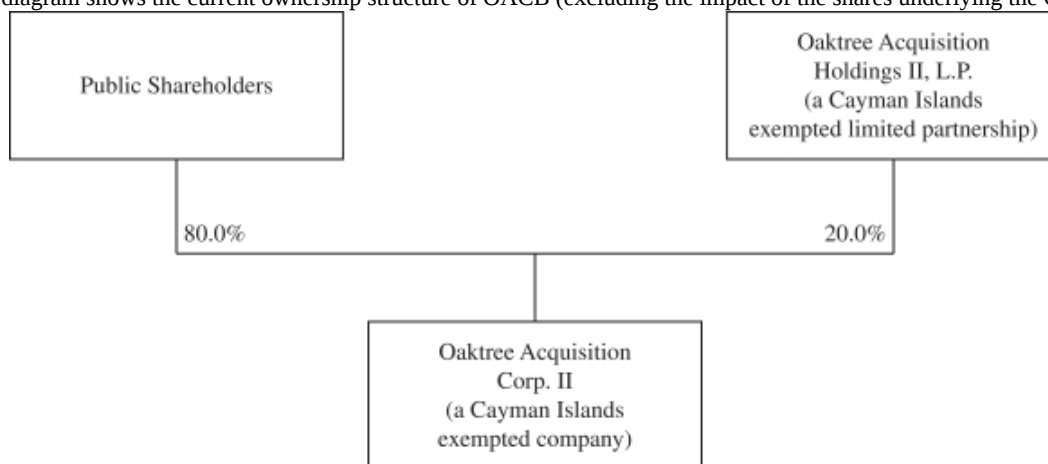 diagram shows the current ownership structure of OACB (excluding the impact of the shares underlying the
Public Shareholders
Oaktree Acquisition
Holdings II, L.P.
(a Cayman Islands
exempted limited partnership)
80.0%
20.0%
Oaktree Acquisition
Corp. II
(a Cayman Islands
exempted company)